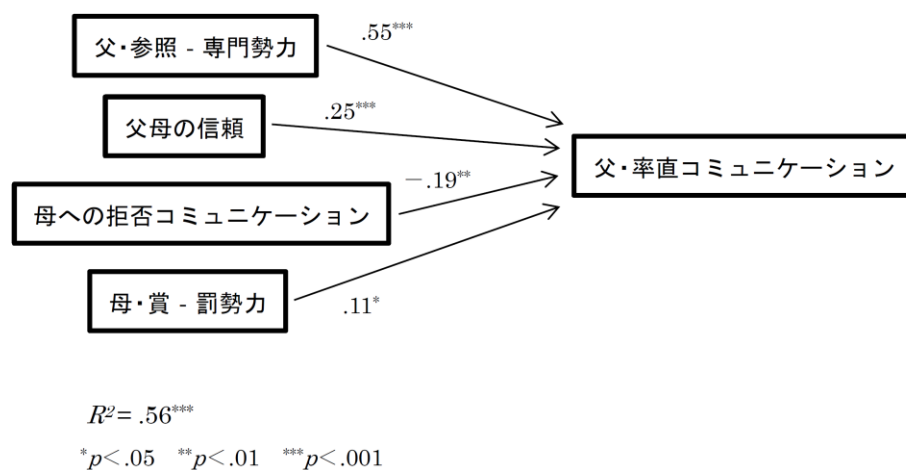 父・参照 - 専門勢力
.55***
父母の信頼
.25***
父・率直コミュニケーション
-.19**
母への拒否コミュニケーション
母・賞 - 罰勢力
.11*
R²= .56***
*p<.05 **p<.01 ***p<.001